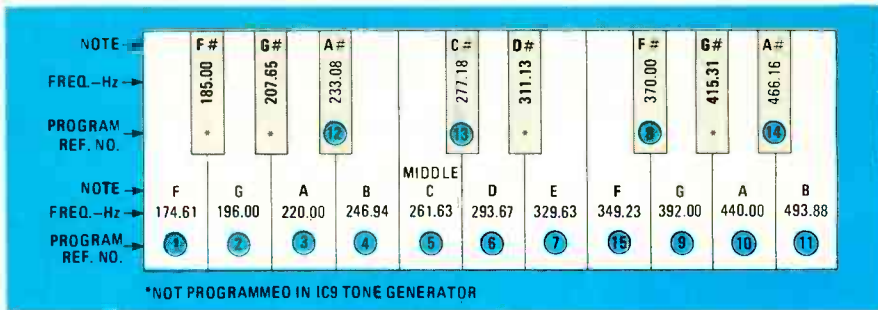 NOTE F# G# A# C# D# F# G# A#
FREQ.-Hz 185.00 207.65 233.08 277.18 311.13 370.00 415.31 466.16
PROGRAM
REF. NO. * * 12 13 * 8 * 14
MIDDLE
NOTE F G A B C D E F G A B
FREQ.-Hz 174.61 196.00 220.00 246.94 261.63 293.67 329.63 349.23 392.00 440.00 493.88
PROGRAM
REF. NO. 1 2 3 4 5 6 7 15 9 10 11
*NOT PROGRAMMED IN IC9 TONE GENERATOR